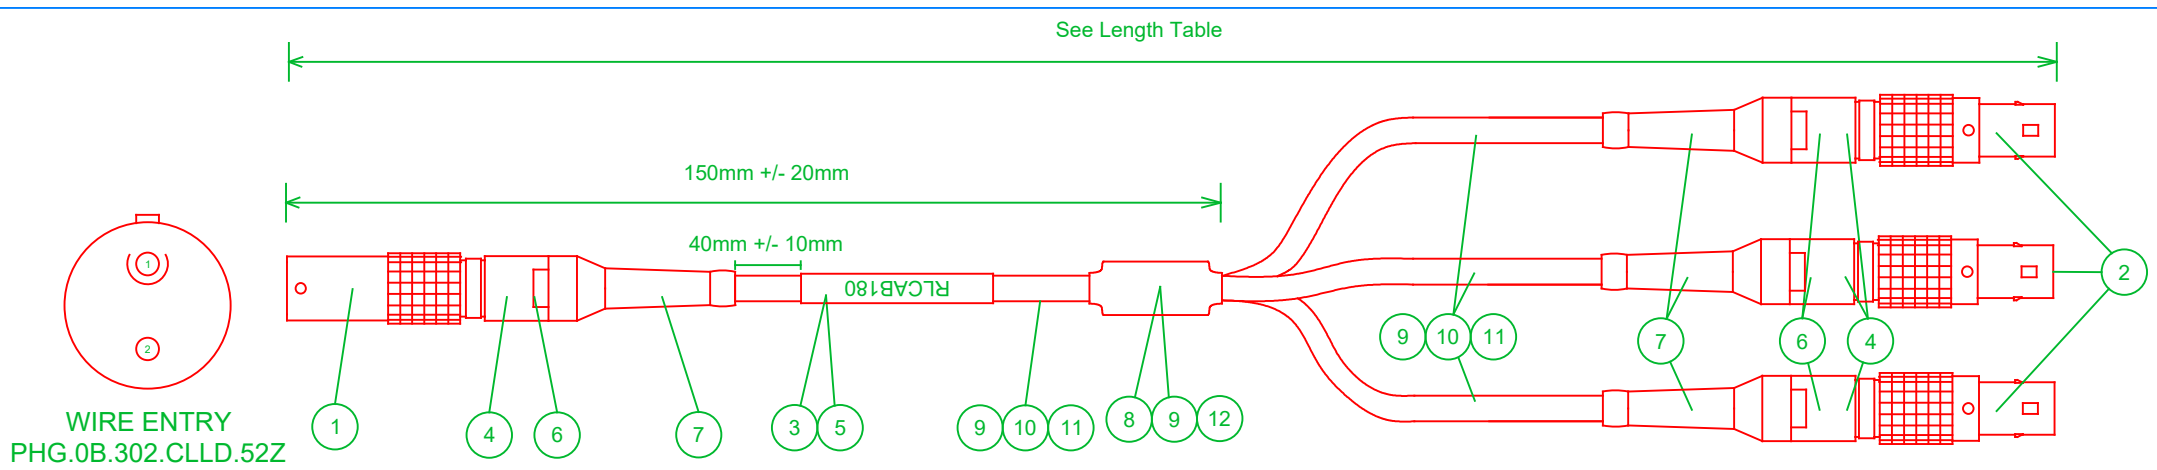 See Length Table
150mm +/- 20mm
40mm +/- 10mm
RLCAB180
1
2
WIRE ENTRY
PHG.0B.302.CLLD.52Z
1
4
6
7
3 5
9 10 11
8 9 12
9 10 11
7
6
4
2